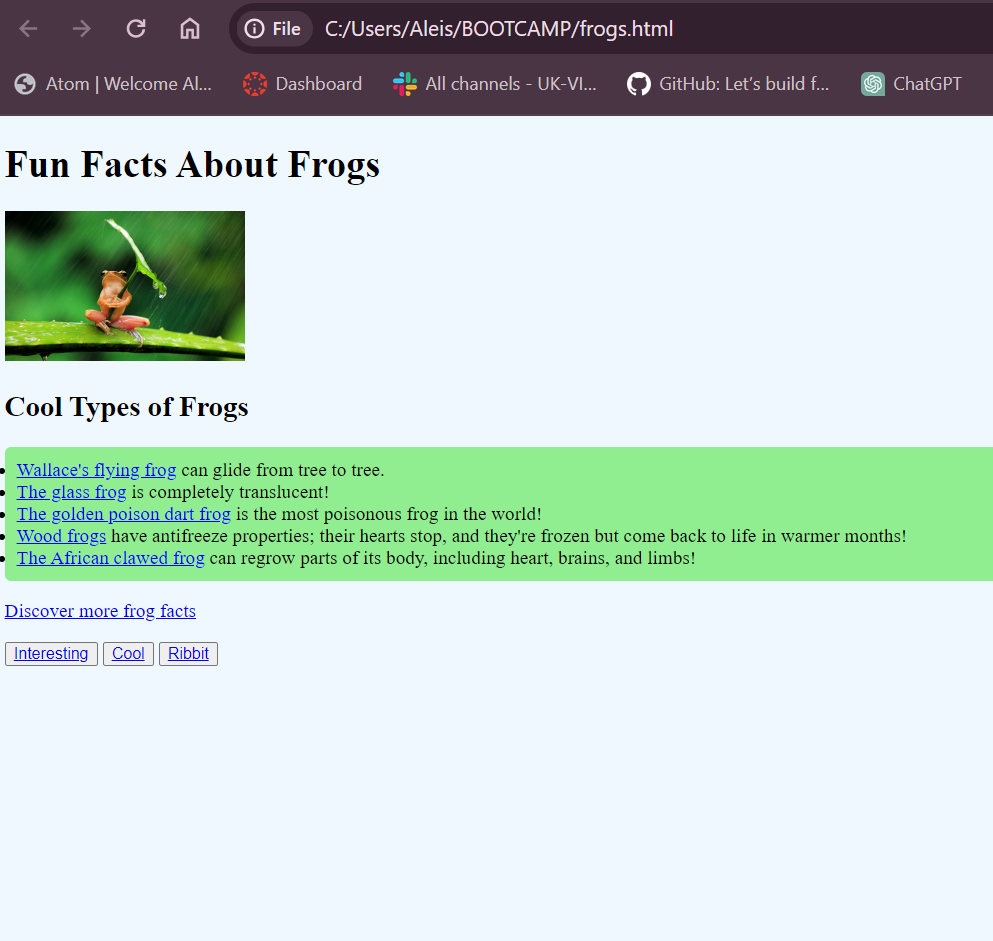 File C:/Users/Aleis/BOOTCAMP/frogs.html
Atom | Welcome Al... Dashboard All channels - UK-VI... GitHub: Let's build f... ChatGPT
Fun Facts About Frogs
Cool Types of Frogs
Wallace's flying frog can glide from tree to tree.
The glass frog is completely translucent!
The golden poison dart frog is the most poisonous frog in the world!
Wood frogs have antifreeze properties; their hearts stop, and they're frozen but come back to life in warmer months!
The African clawed frog can regrow parts of its body, including heart, brains, and limbs!
Discover more frog facts
Interesting Cool Ribbit